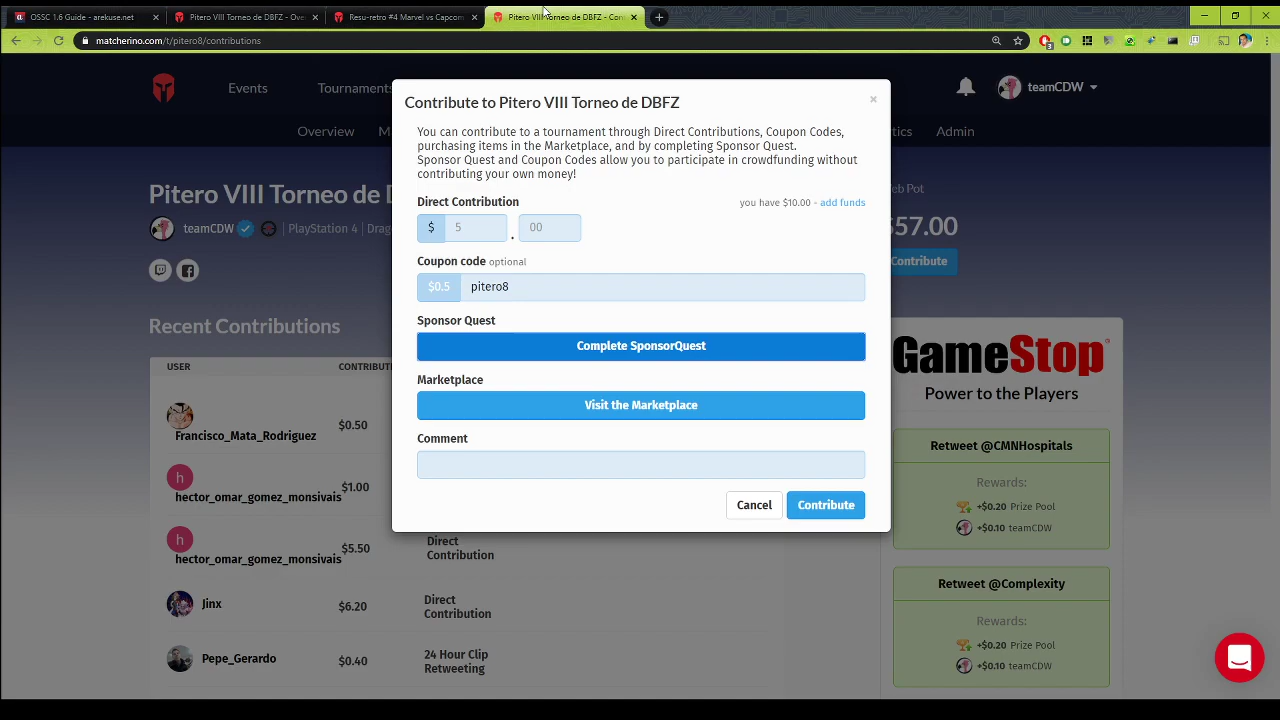 OSSC 1.6 Guide - arekuse.net
Pitero VIII Torneo de DBFZ - Ove
Resu-retro #4 Marvel vs Capcom
Pitero VIII Torneo de DBFZ - Con
matcherino.com/t/pitero8/contributions
Events
Tournaments
teamCDW
Overview
M
tics
Admin
Contribute to Pitero VIII Torneo de DBFZ
×
You can contribute to a tournament through Direct Contributions, Coupon Codes,
purchasing items in the Marketplace, and by completing Sponsor Quest.
Sponsor Quest and Coupon Codes allow you to participate in crowdfunding without
contributing your own money!
Direct Contribution
you have $10.00 - add funds
$ 5 . 00
Coupon code optional
$0.5 pitero8
Sponsor Quest
Complete SponsorQuest
Marketplace
Visit the Marketplace
Comment
Cancel
Contribute
Pitero VIII Torneo de D
teamCDW | PlayStation 4 | Drag
eb Pot
$57.00
Contribute
Recent Contributions
USER CONTRIBUT
Francisco_Mata_Rodriguez $0.50
h
hector_omar_gomez_monsivais $1.00
h
hector_omar_gomez_monsivais $5.50 Direct
Contribution
Jinx $6.20 Direct
Contribution
Pepe_Gerardo $0.40 24 Hour Clip
Retweeting
GameStop
Power to the Players
Retweet @CMNHospitals
Rewards:
+$0.20 Prize Pool
+$0.10 teamCDW
Retweet @Complexity
Rewards:
+$0.20 Prize Pool
+$0.10 teamCDW